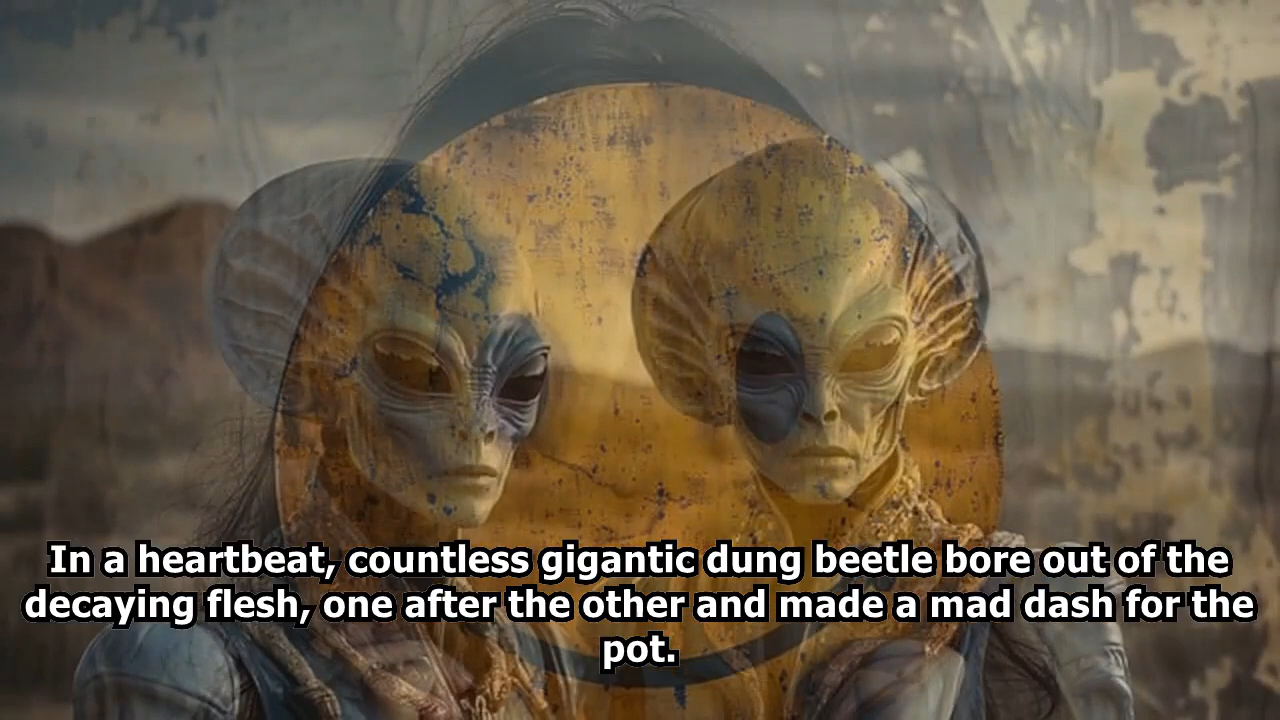 In a heartbeat, countless gigantic dung beetle bore out of the
decaying flesh, one after the other and made a mad dash for the
pot.